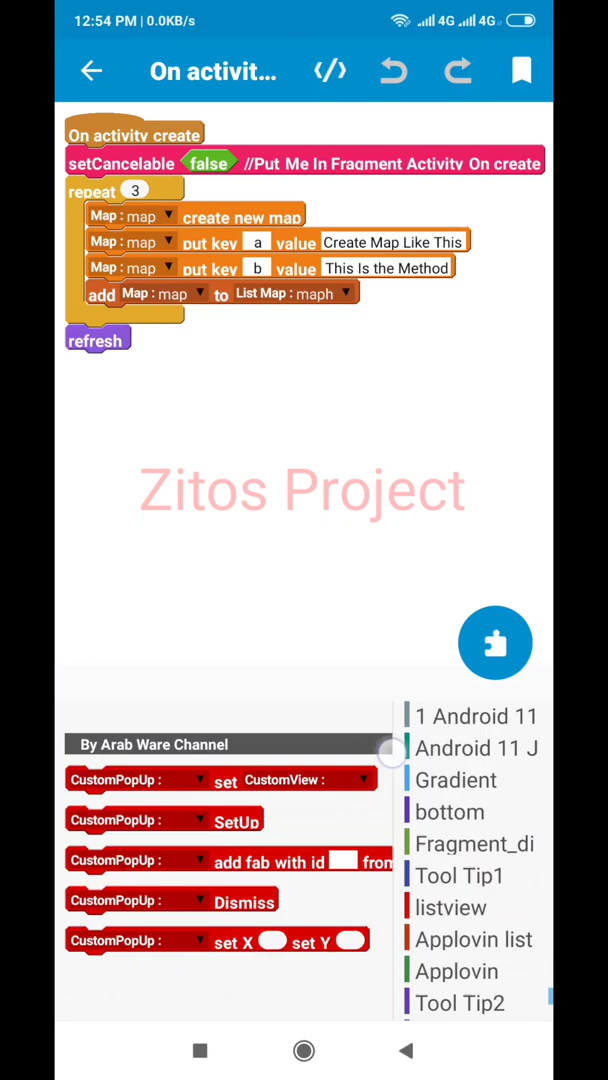 12:54 PM | 0.0KB/s 4G 4G
On activit...
On activity create
setCancelable false //Put Me In Fragment Activity On create
repeat 3
Map : map create new map
Map : map put key a value Create Map Like This
Map : map put key b value This Is the Method
add Map : map to List Map : maph
refresh
Zitos Project
By Arab Ware Channel
CustomPopUp : set CustomView :
CustomPopUp : SetUp
CustomPopUp : add fab with id from
CustomPopUp : Dismiss
CustomPopUp : set X set Y
1 Android 11
Android 11 J
Gradient
bottom
Fragment_di
Tool Tip1
listview
Applovin list
Applovin
Tool Tip2